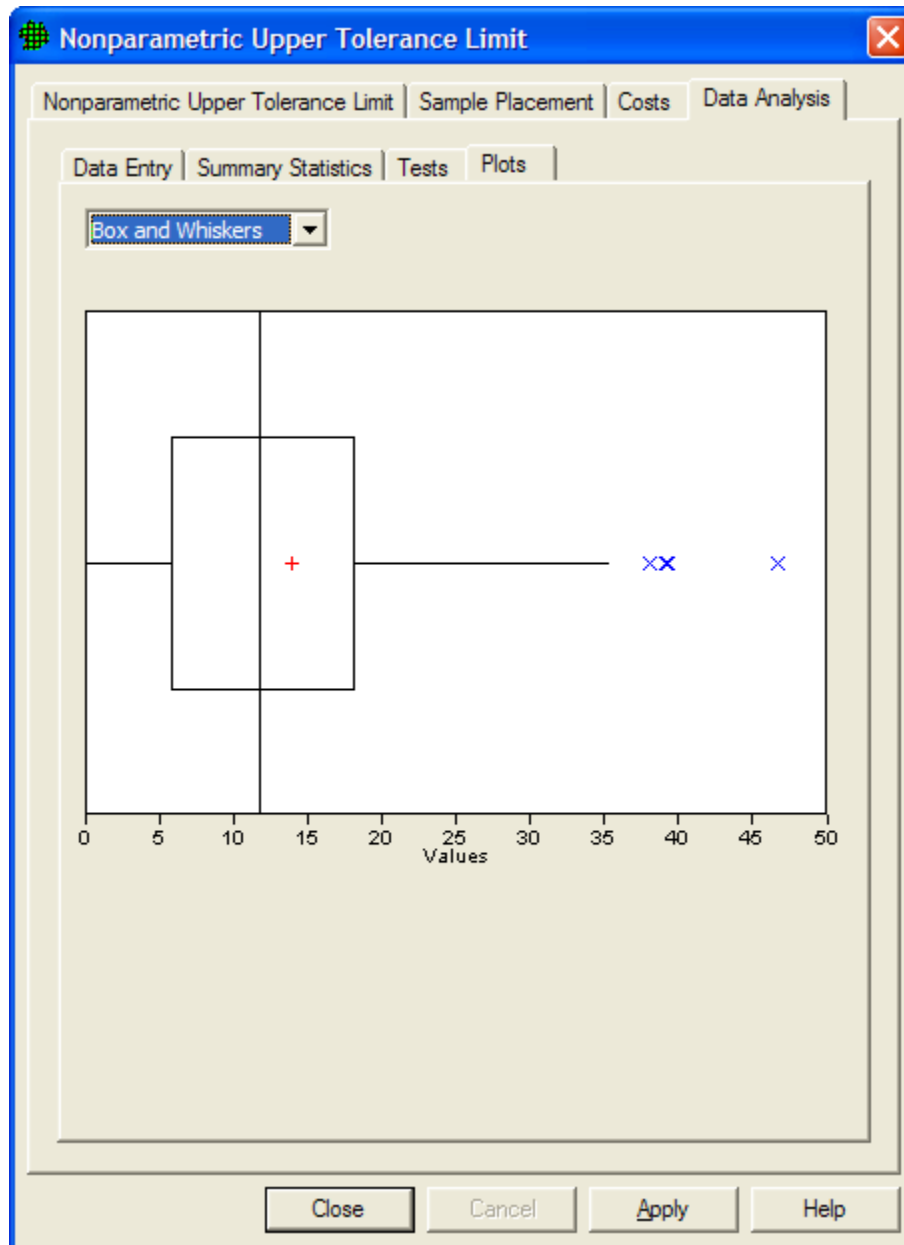 Nonparametric Upper Tolerance Limit
Nonparametric Upper Tolerance Limit Sample Placement Costs Data Analysis
Data Entry Summary Statistics Tests Plots
Box and Whiskers
0 5 10 15 20 25 30 35 40 45 50
Values
Close Cancel Apply Help